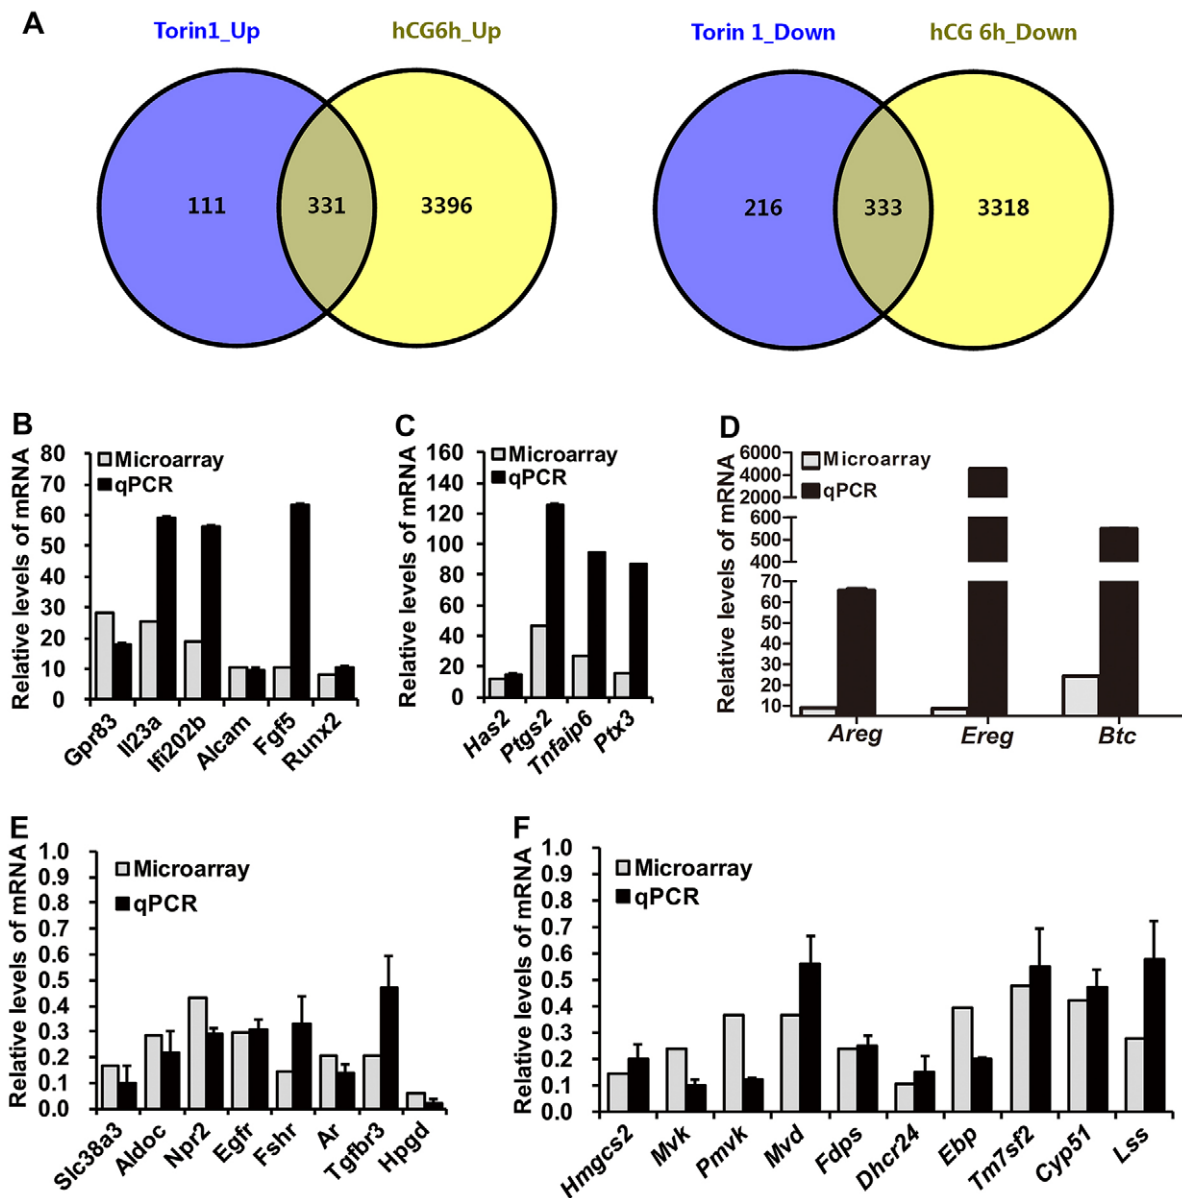 A
Torin1_Up
hCG6h_Up
Torin 1_Down
hCG 6h_Down
111
331
3396
216
333
3318
B
Relative levels of mRNA
80
70
60
50
40
30
20
10
0
Microarray
qPCR
Gpr83
Il23a
Ifi202b
Alcam
Fgf5
Runx2
C
Relative levels of mRNA
160
140
120
100
80
60
40
20
0
Microarray
qPCR
Has2
Ptgs2
Tnfaip6
Ptx3
D
Relative levels of mRNA
6000
4000
2000
600
500
400
70
60
50
40
30
20
10
Microarray
qPCR
Areg
Ereg
Btc
E
Relative levels of mRNA
1.0
0.9
0.8
0.7
0.6
0.5
0.4
0.3
0.2
0.1
0.0
Microarray
qPCR
Slc38a3
Aldoc
Npr2
Egfr
Fshr
Ar
Tgfbr3
Hpgd
F
Relative levels of mRNA
1.0
0.9
0.8
0.7
0.6
0.5
0.4
0.3
0.2
0.1
0.0
Microarray
qPCR
Hmgcs2
Mvk
Pmvk
Mvd
Fdps
Dhcr24
Ebp
Tm7sf2
Cyp51
Lss